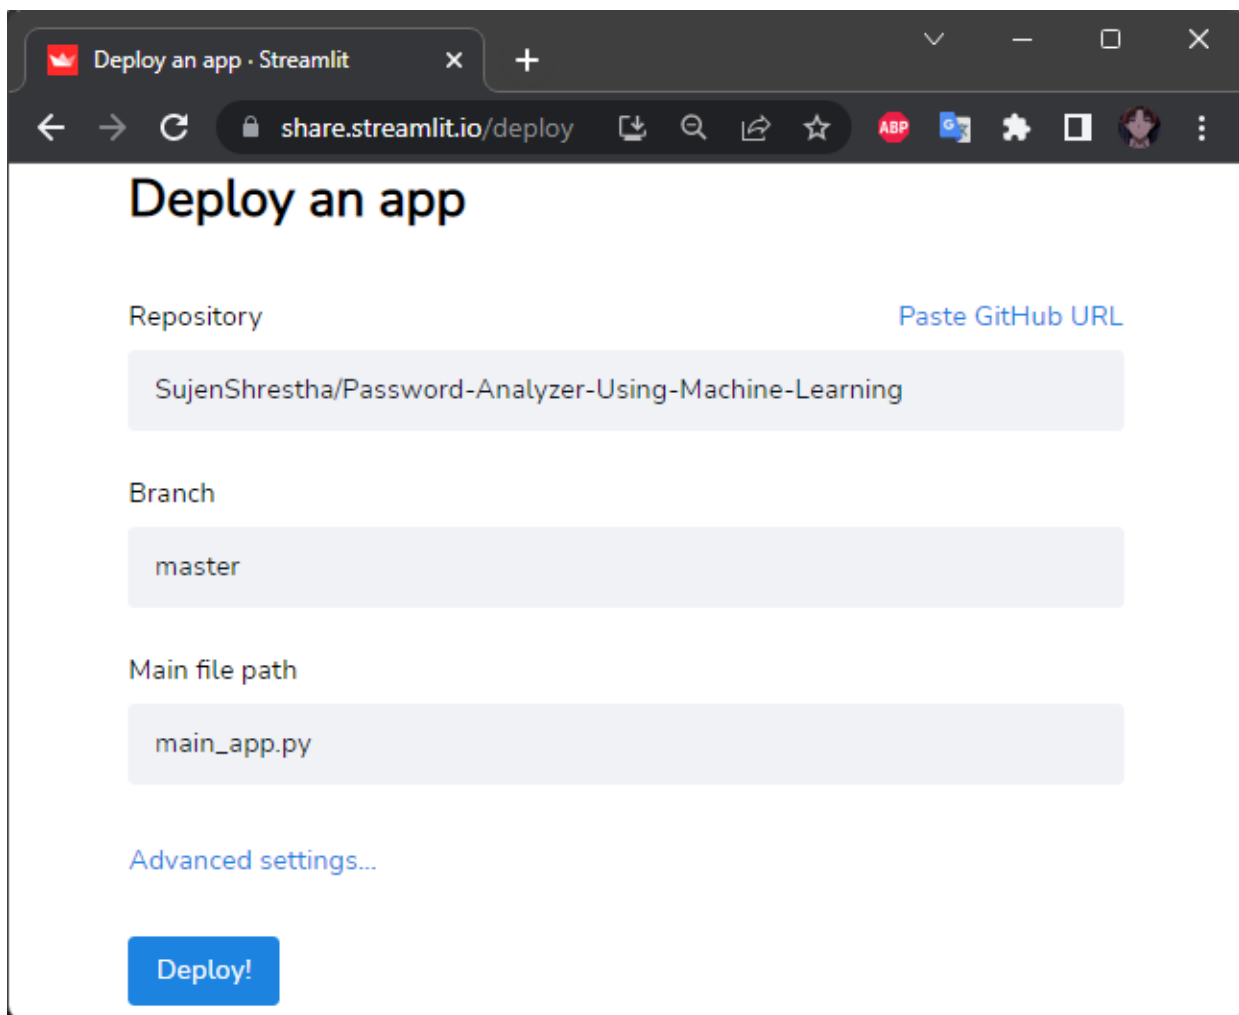 Deploy an app · Streamlit
share.streamlit.io/deploy
ABP
G
Deploy an app
Repository
Paste GitHub URL
SujenShrestha/Password-Analyzer-Using-Machine-Learning
Branch
master
Main file path
main_app.py
Advanced settings...
Deploy!